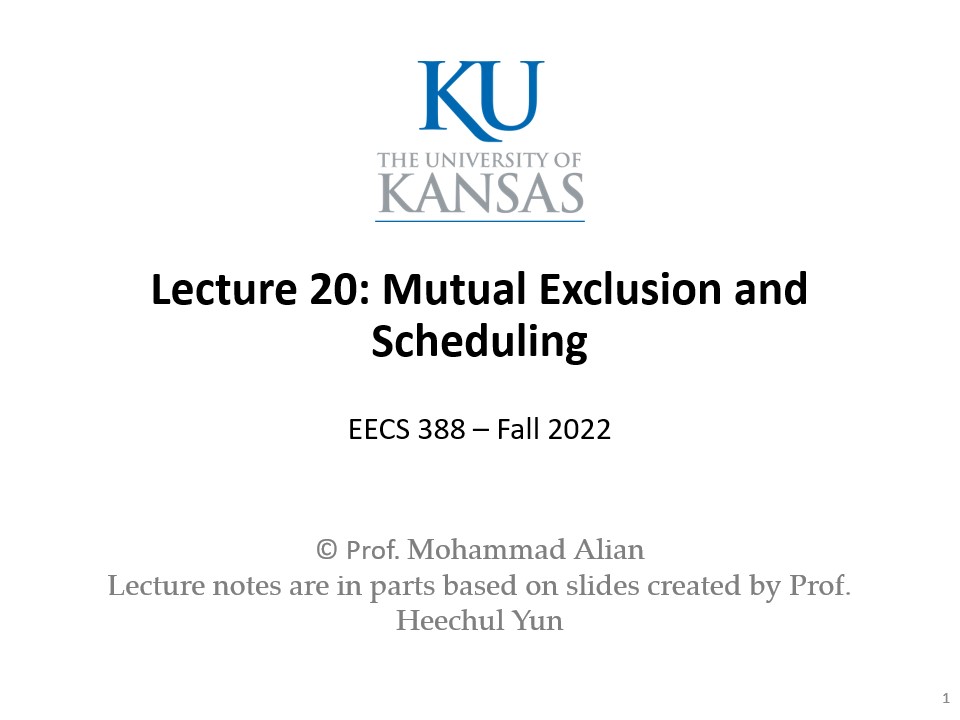 KU
THE UNIVERSITY OF
KANSAS
Lecture 20: Mutual Exclusion and
Scheduling
EECS 388 – Fall 2022
© Prof. Mohammad Alian
Lecture notes are in parts based on slides created by Prof.
Heechul Yun
1